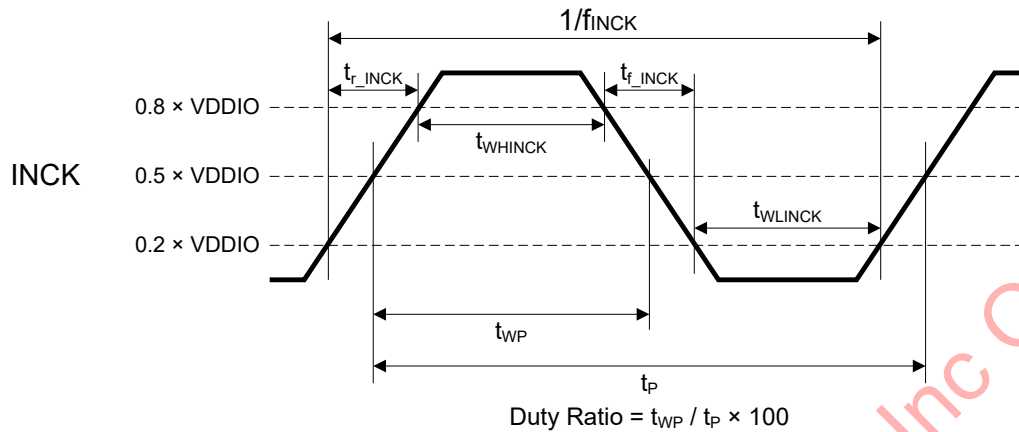 1/fINCK
tr_INCK
tf_INCK
0.8 × VDDIO
tWHINCK
INCK
0.5 × VDDIO
tWLINCK
0.2 × VDDIO
tWP
tP
Duty Ratio = tWP / tP × 100
Inc